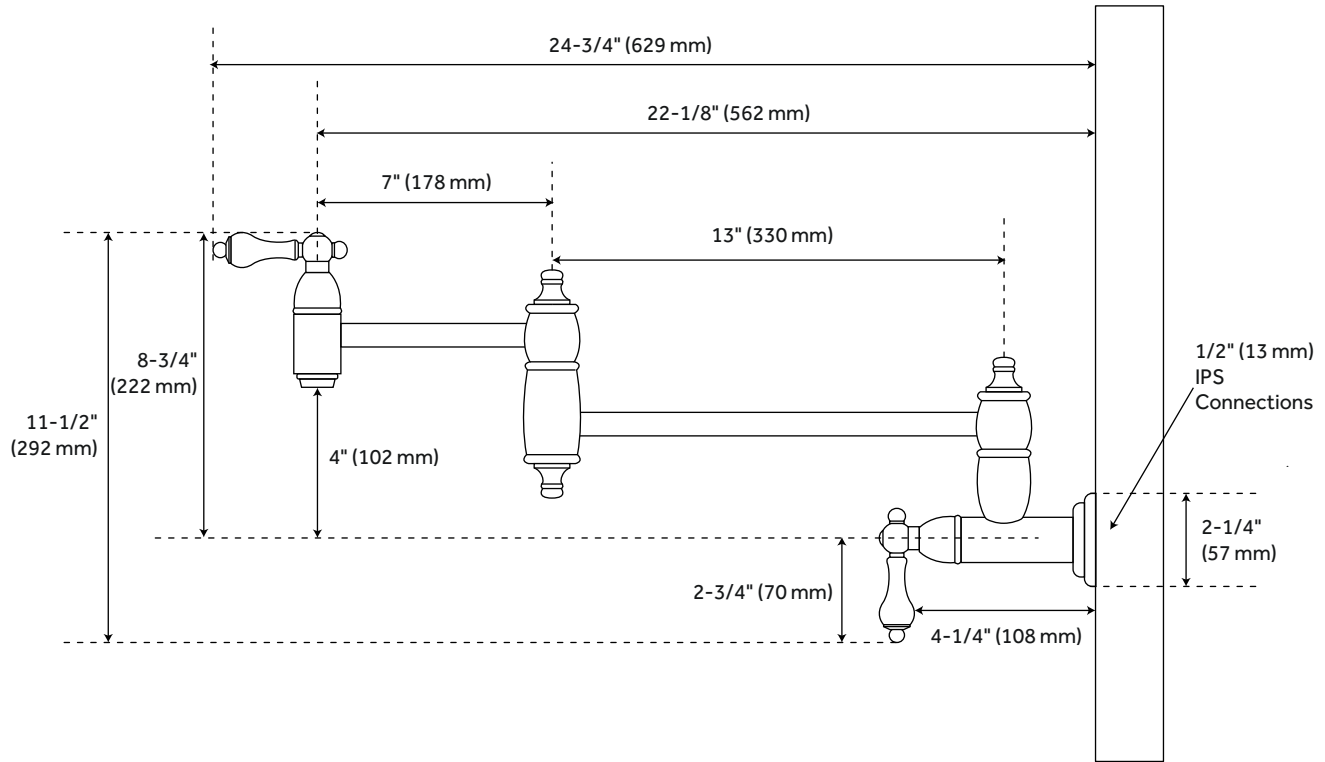 24-3/4" (629 mm)
22-1/8" (562 mm)
7" (178 mm)
13" (330 mm)
8-3/4"
(222 mm)
11-1/2"
(292 mm)
4" (102 mm)
1/2" (13 mm)
IPS
Connections
2-1/4"
(57 mm)
2-3/4" (70 mm)
4-1/4" (108 mm)